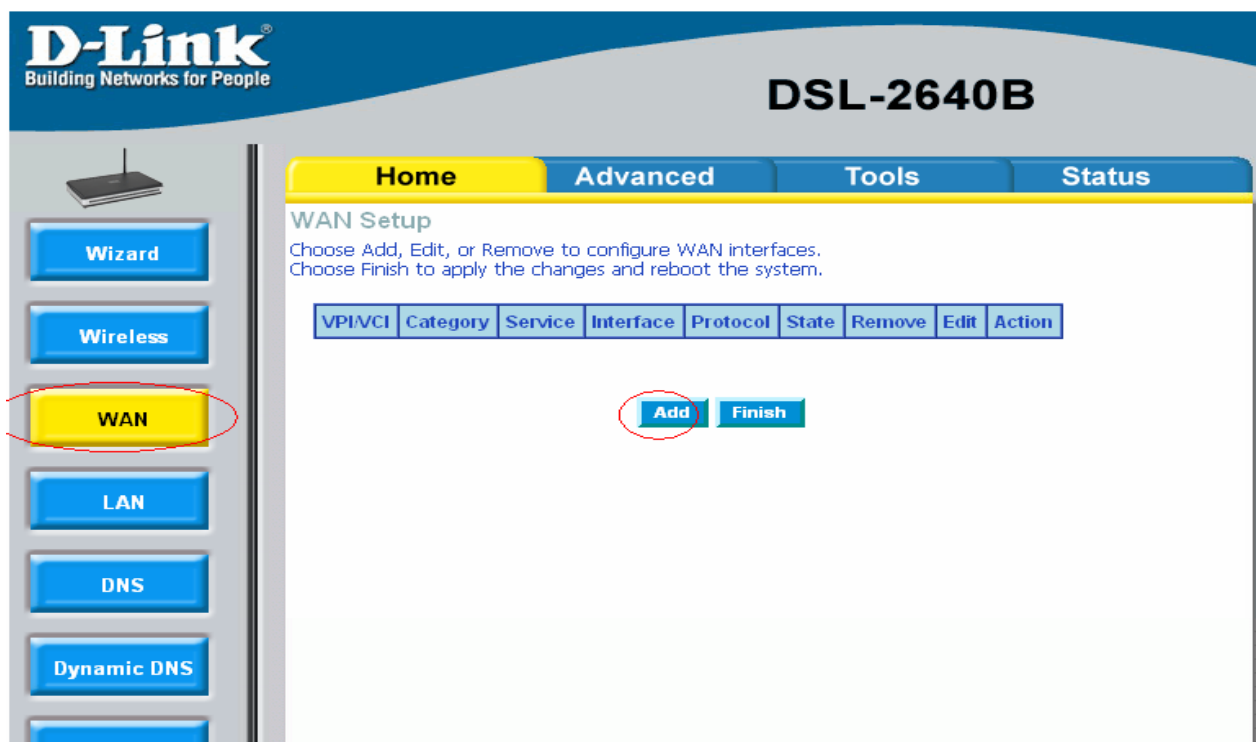 D-Link®
Building Networks for People
DSL-2640B
Home Advanced Tools Status
Wizard
Wireless
WAN
LAN
DNS
Dynamic DNS
WAN Setup
Choose Add, Edit, or Remove to configure WAN interfaces.
Choose Finish to apply the changes and reboot the system.
VPI/VCI Category Service Interface Protocol State Remove Edit Action
Add Finish